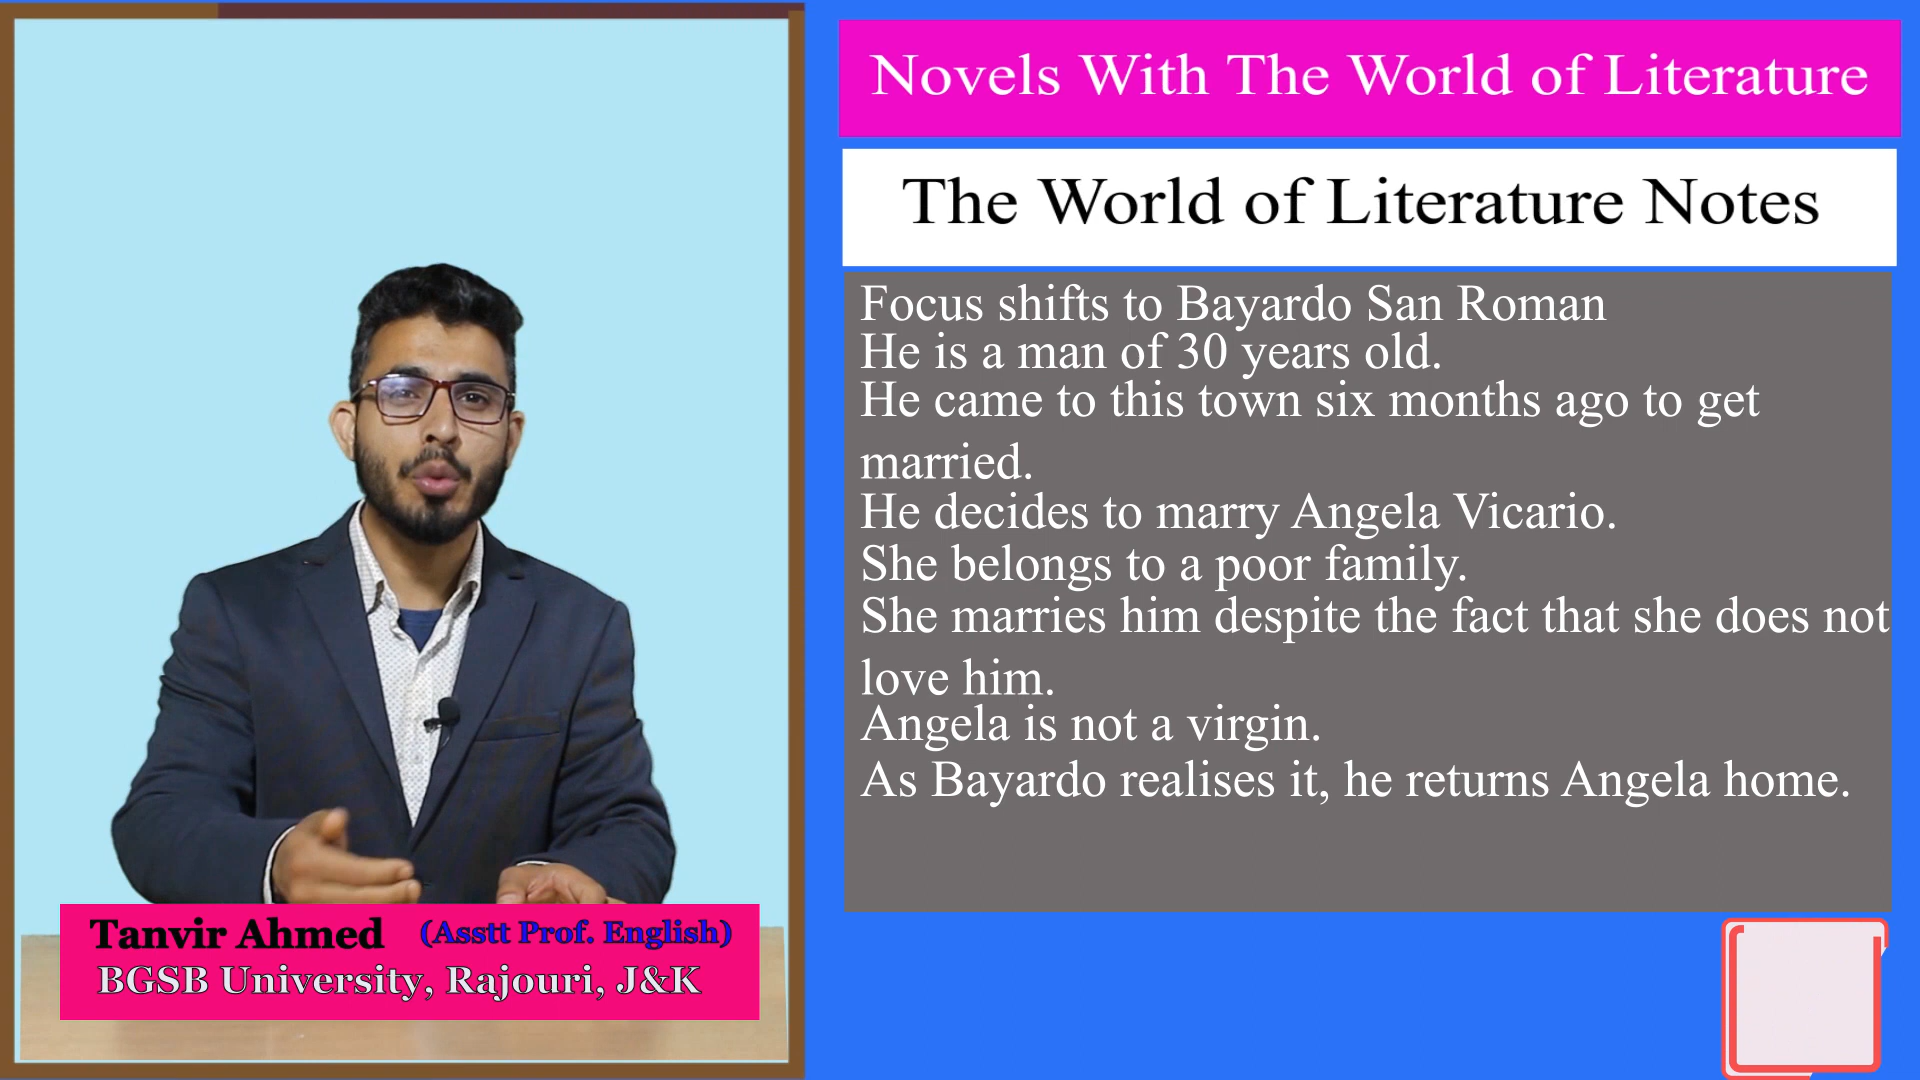 Novels With The World of Literature
The World of Literature Notes
Focus shifts to Bayardo San Roman
He is a man of 30 years old.
He came to this town six months ago to get
married.
He decides to marry Angela Vicario.
She belongs to a poor family.
She marries him despite the fact that she does not
love him.
Angela is not a virgin.
As Bayardo realises it, he returns Angela home.
Tanvir Ahmed (Asstt Prof. English)
BGSB University, Rajouri, J&K